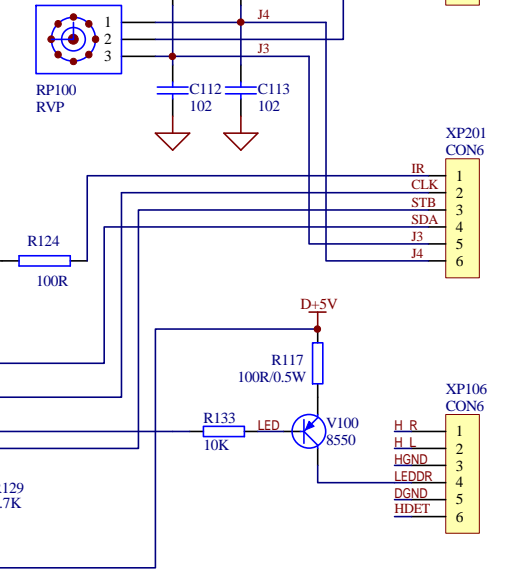 1
2
3
J4
J3
RP100
RVP
C112
102
C113
102
XP201
CON6
IR 1
CLK 2
STB 3
SDA 4
J3 5
J4 6
R124
100R
D+5V
R117
100R/0.5W
R133
10K
LED
V100
8550
XP106
CON6
H_R 1
H_L 2
HGND 3
LEDDR 4
DGND 5
HDET 6